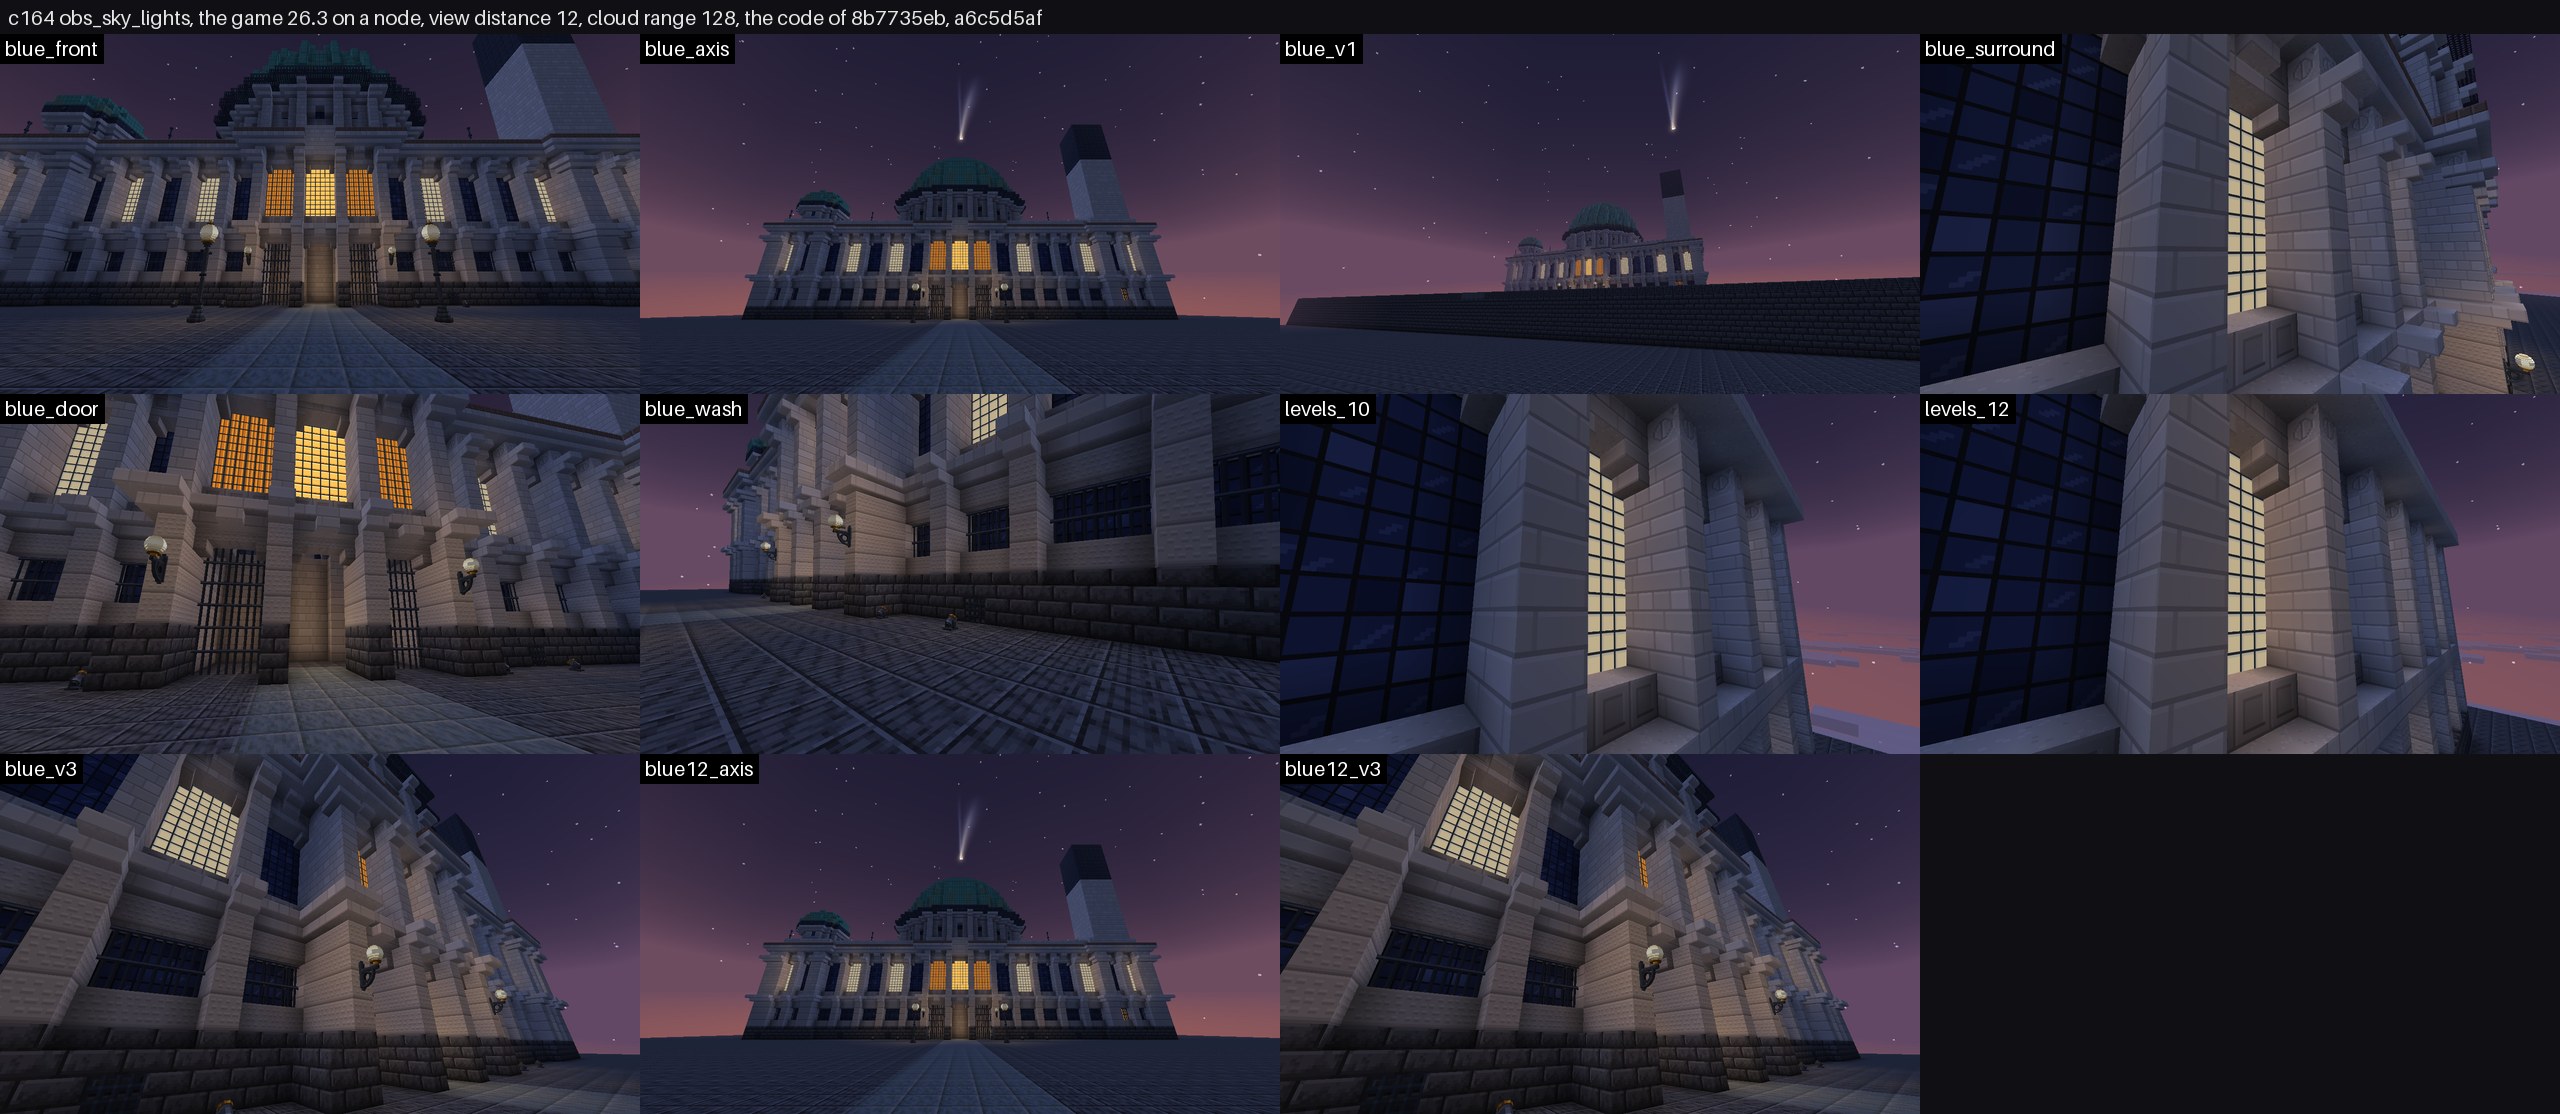 c164 obs_sky_lights, the game 26.3 on a node, view distance 12, cloud range 128, the code of 8b7735eb, a6c5d5af
blue_front
blue_axis
blue_v1
blue_surround
blue_door
blue_wash
levels_10
levels_12
blue_v3
blue12_axis
blue12_v3